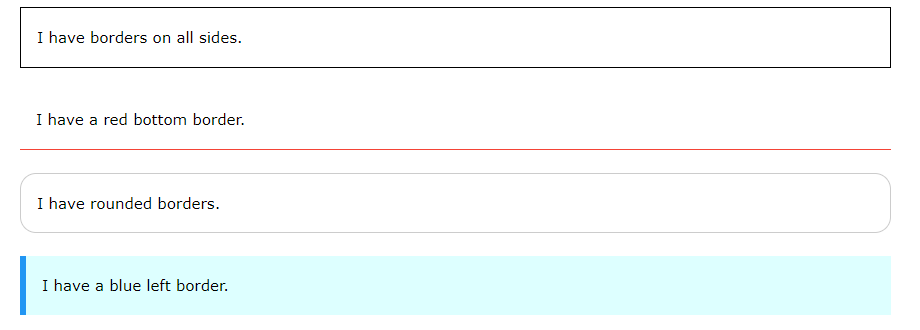 I have borders on all sides.
I have a red bottom border.
I have rounded borders.
I have a blue left border.